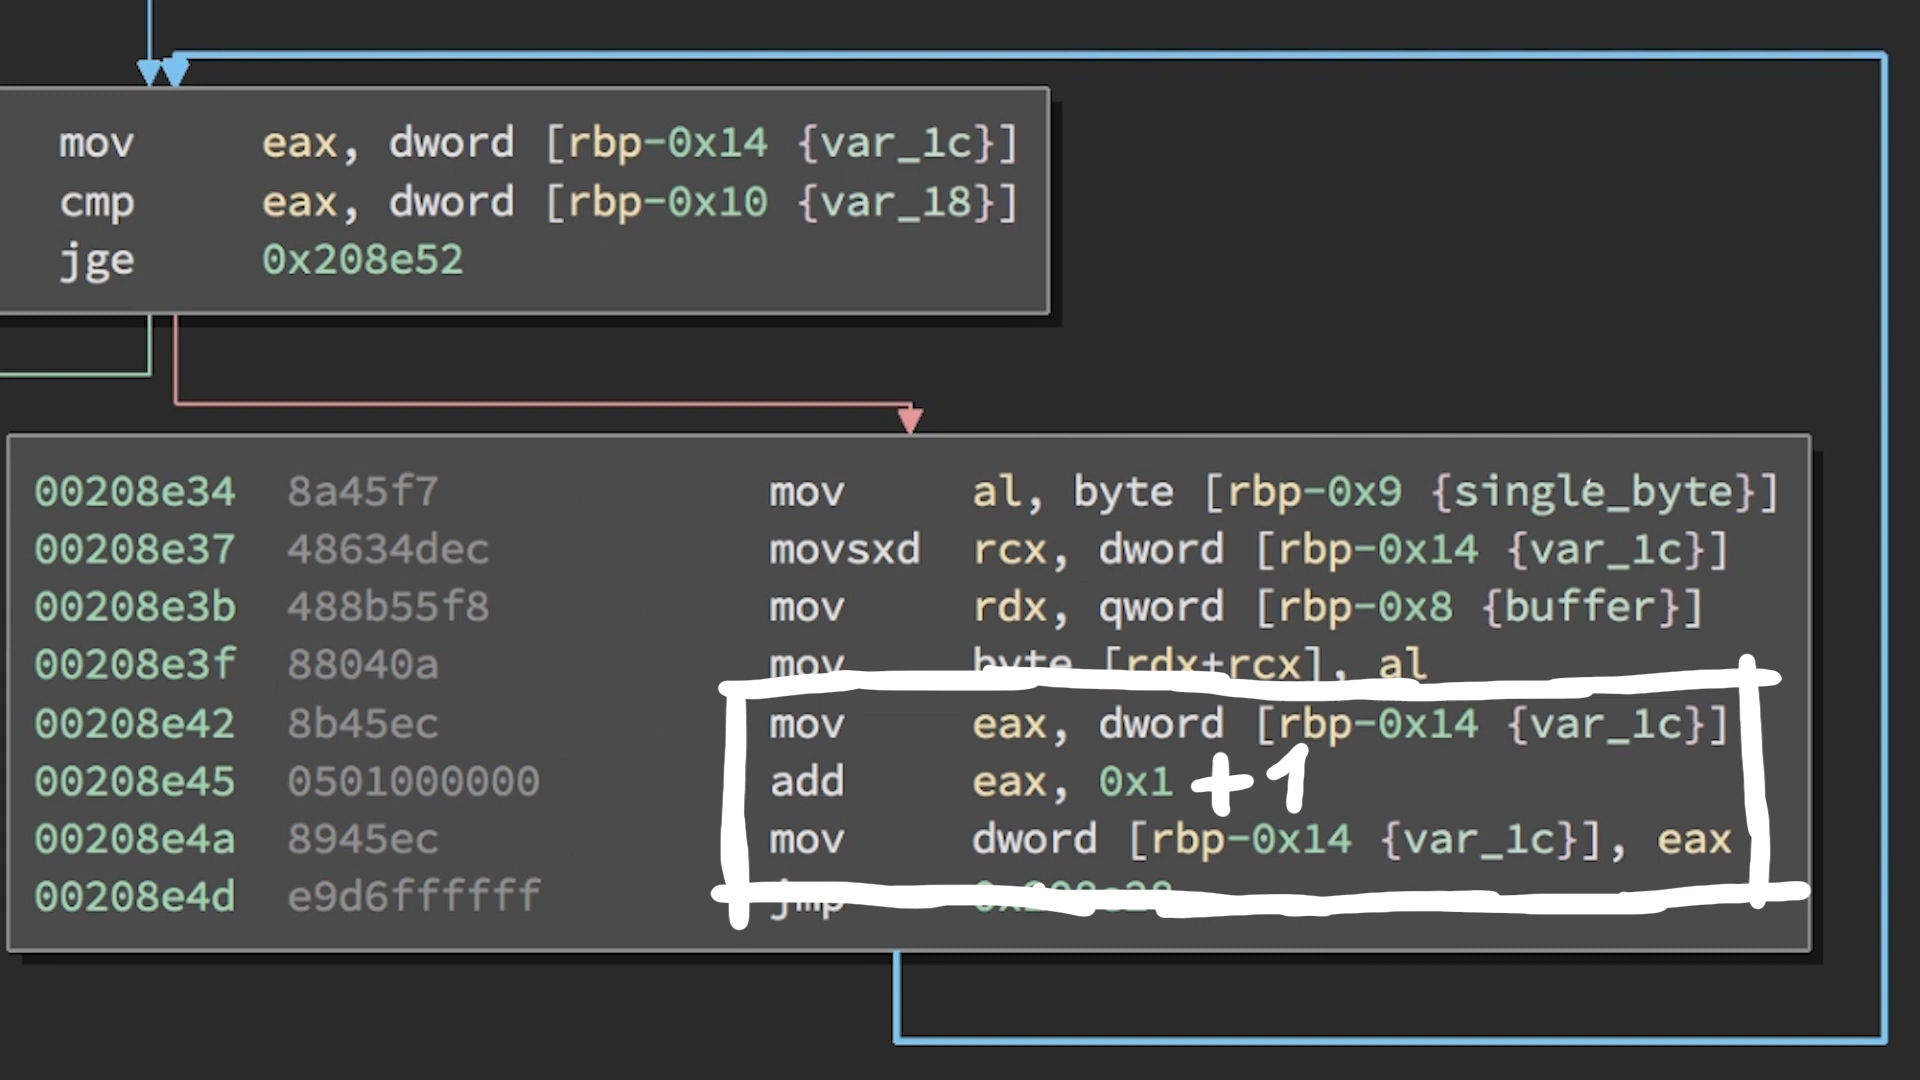 mov eax, dword [rbp-0x14 {var_1c}]
cmp eax, dword [rbp-0x10 {var_18}]
jge 0x208e52
00208e34 8a45f7 mov al, byte [rbp-0x9 {single_byte}]
00208e37 48634dec movsxd rcx, dword [rbp-0x14 {var_1c}]
00208e3b 488b55f8 mov rdx, qword [rbp-0x8 {buffer}]
00208e3f 88040a mov byte [rdx+rcx], al
00208e42 8b45ec mov eax, dword [rbp-0x14 {var_1c}]
00208e45 0501000000 add eax, 0x1 +1
00208e4a 8945ec mov dword [rbp-0x14 {var_1c}], eax
00208e4d e9d6ffffff jmp